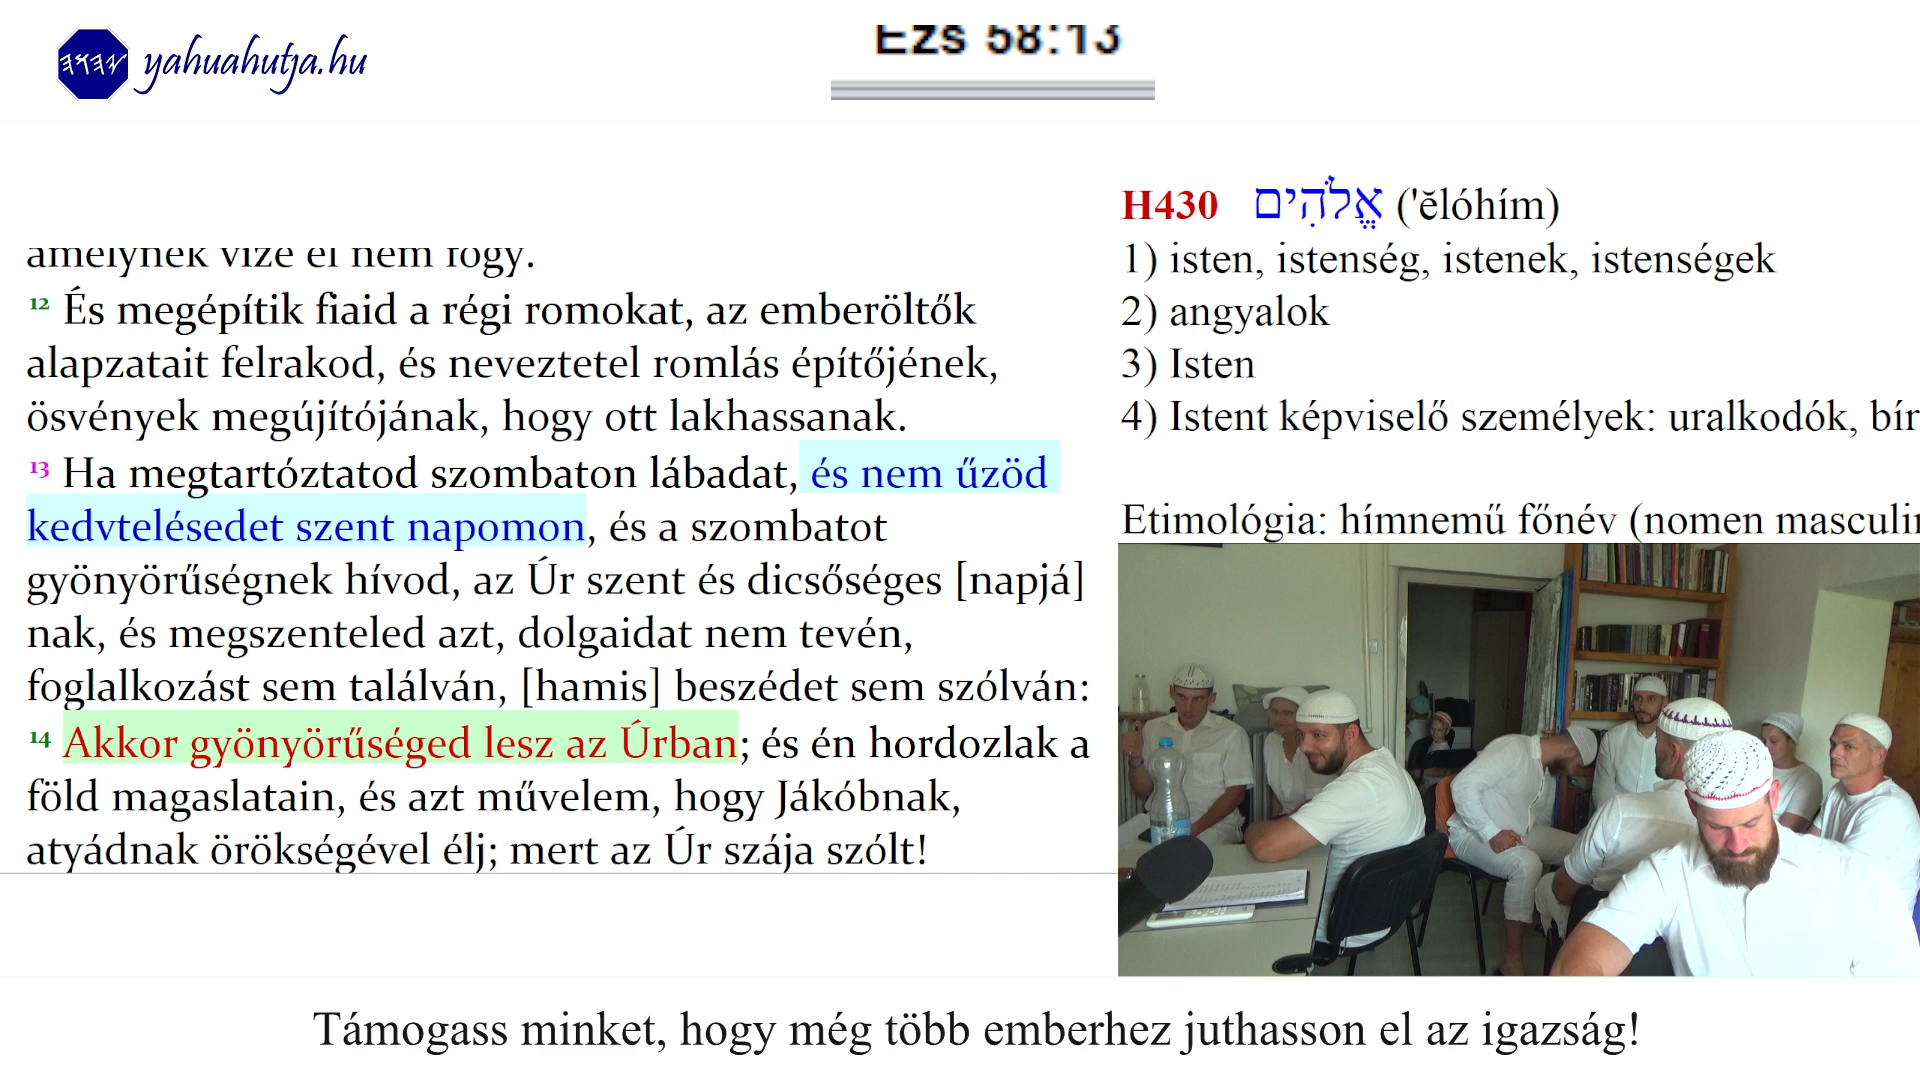 𐤉𐤄𐤅𐤄 yahuahutja.hu
Ezs 58:13
amelynek vize el nem fogy.
12 És megépítik fiaid a régi romokat, az emberöltők
alapzatait felrakod, és neveztetel romlás építőjének,
ösvények megújítójának, hogy ott lakhassanak.
13 Ha megtartóztatod szombaton lábadat, és nem űzöd
kedvtelésedet szent napomon, és a szombatot
gyönyörűségnek hívod, az Úr szent és dicsőséges [napjá]
nak, és megszenteled azt, dolgaidat nem tevén,
foglalkozást sem találván, [hamis] beszédet sem szólván:
14 Akkor gyönyörűséged lesz az Úrban; és én hordozlak a
föld magaslatain, és azt művelem, hogy Jákóbnak,
atyádnak örökségével élj; mert az Úr szája szólt!
H430 אֱלֹהִים ('ĕlóhím)
1) isten, istenség, istenek, istenségek
2) angyalok
3) Isten
4) Istent képviselő személyek: uralkodók, bír
Etimológia: hímnemű főnév (nomen masculin
Támogass minket, hogy még több emberhez juthasson el az igazság!